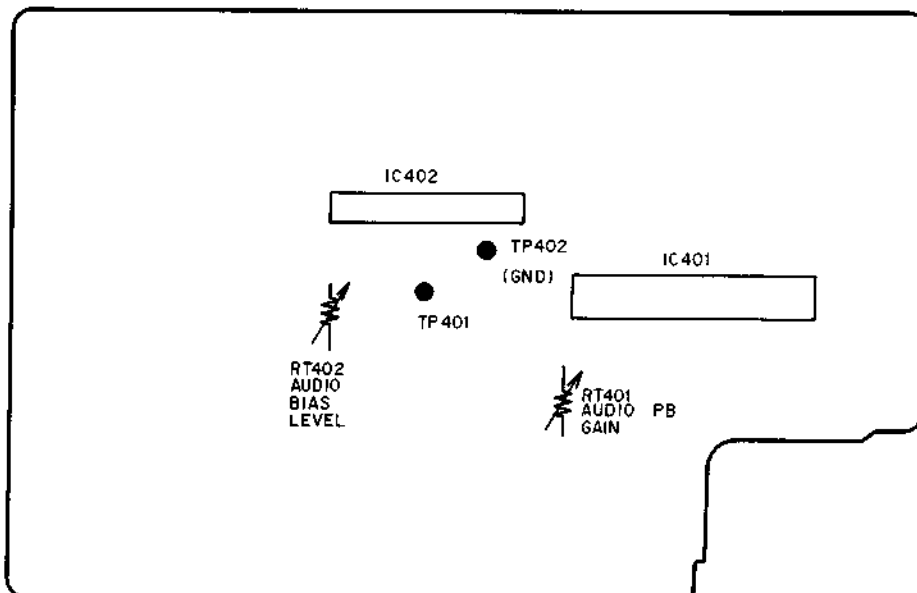 IC402
TP402
(GND)
IC401
TP401
RT402
AUDIO
BIAS
LEVEL
RT401
AUDIO PB
GAIN